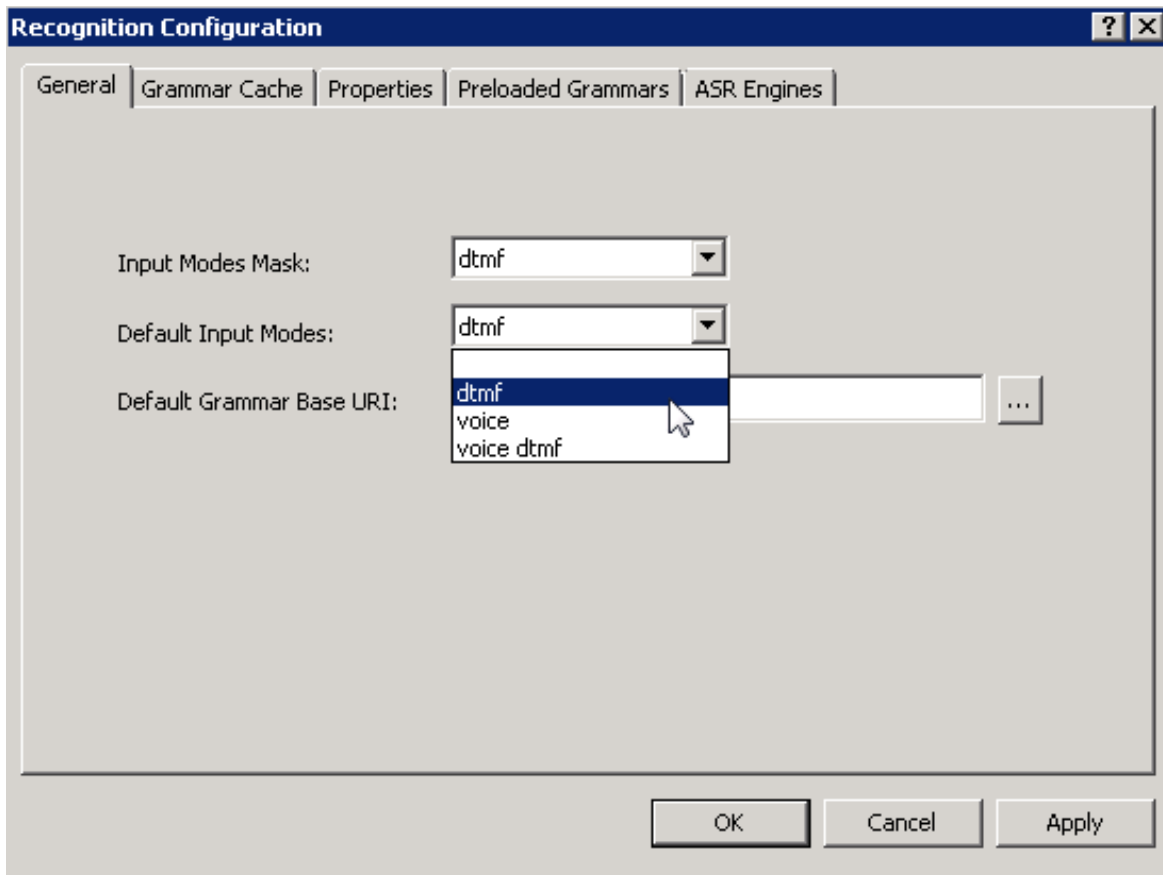 Recognition Configuration
General Grammar Cache Properties Preloaded Grammars ASR Engines
Input Modes Mask: dtmf
Default Input Modes: dtmf
dtmf
Default Grammar Base URI: ...
voice
voice dtmf
OK Cancel Apply